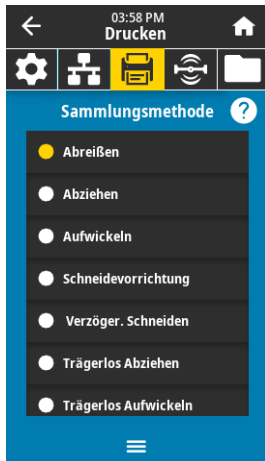 03:58 PM
Drucken
Sammlungsmethode ?
Abreißen
Abziehen
Aufwickeln
Schneidevorrichtung
Verzöger. Schneiden
Trägerlos Abziehen
Trägerlos Aufwickeln